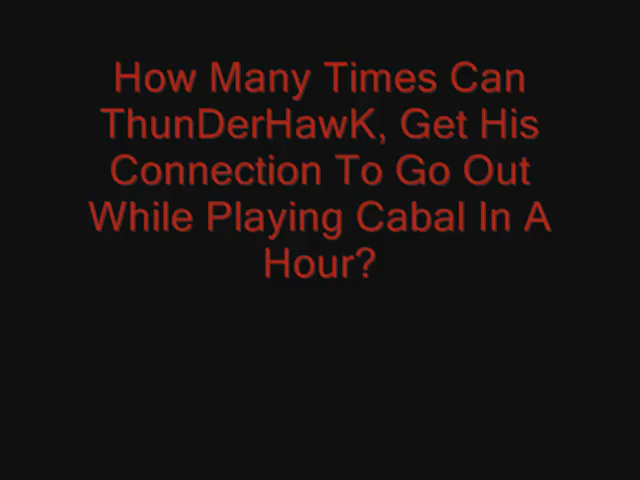 How Many Times Can
ThunDerHawK, Get His
Connection To Go Out
While Playing Cabal In A
Hour?